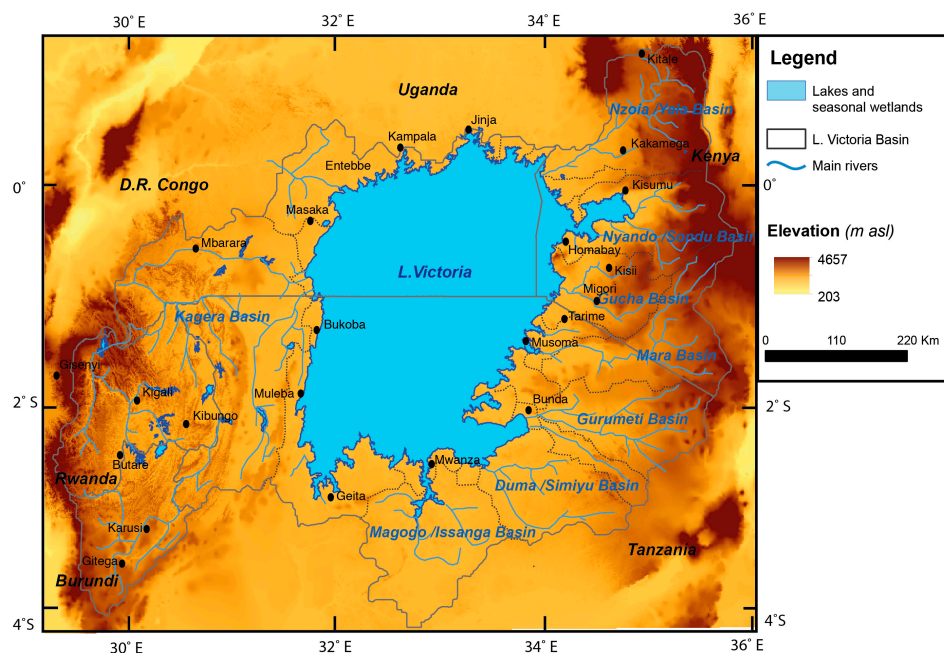 30° E
32° E
34° E
36° E
Kitale
Uganda
Nzoia /Yala Basin
Jinja
Kampala
Kakamega
Kenya
Entebbe
0°
D.R. Congo
0°
Kisumu
Masaka
Mbarara
Nyando /Sondu Basin
Homabay
L.Victoria
Kisii
Migori
Gucha Basin
Kagera Basin
Tarime
Bukoba
Musoma
Mara Basin
Gisenyi
Kigali
Muleba
Bunda
2° S
2° S
Kibungo
Gurumeti Basin
Butare
Mwanza
Rwanda
Duma /Simiyu Basin
Geita
Karusi
Magogo /Issanga Basin
Tanzania
Gitega
Burundi
4°S
4°S
30° E
32° E
34° E
36° E
Legend
Lakes and
seasonal wetlands
L. Victoria Basin
Main rivers
Elevation (m asl)
4657
203
0 110 220 Km